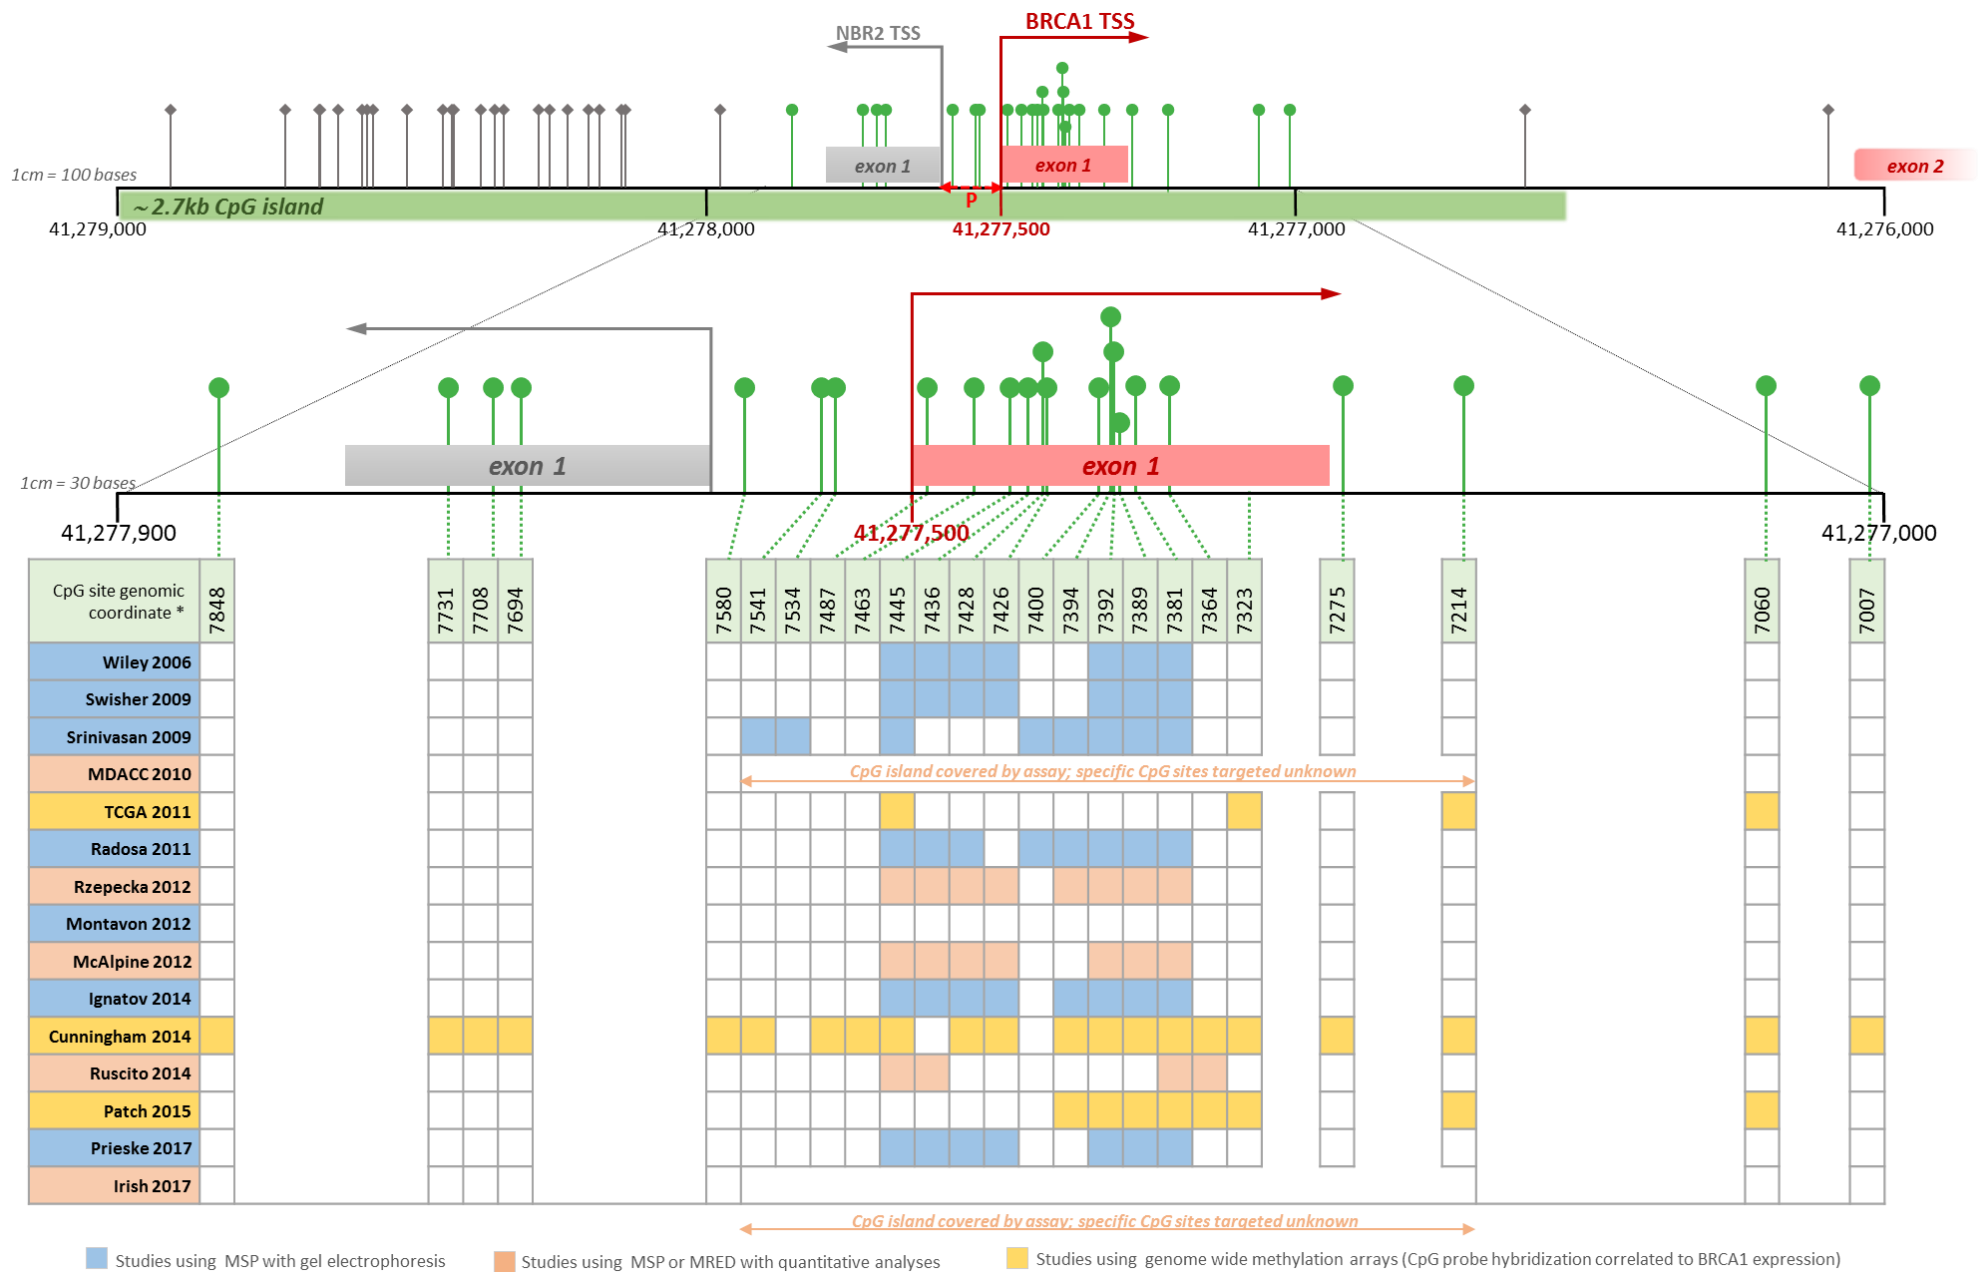 BRCA1 TSS
NBR2 TSS
exon 1
exon 1
exon 2
1cm = 100 bases
P
~2.7kb CpG island
41,279,000
41,278,000
41,277,500
41,277,000
41,276,000
exon 1
exon 1
1cm = 30 bases
41,277,900
41,277,500
41,277,000
CpG site genomic
coordinate *
7848
7731
7708
7694
7580
7541
7534
7487
7463
7445
7436
7428
7426
7400
7394
7392
7389
7381
7364
7323
7275
7214
7060
7007
Wiley 2006
Swisher 2009
Srinivasan 2009
MDACC 2010
CpG island covered by assay; specific CpG sites targeted unknown
TCGA 2011
Radosa 2011
Rzepecka 2012
Montavon 2012
McAlpine 2012
Ignatov 2014
Cunningham 2014
Ruscito 2014
Patch 2015
Prieske 2017
Irish 2017
CpG island covered by assay; specific CpG sites targeted unknown
Studies using MSP with gel electrophoresis
Studies using MSP or MRED with quantitative analyses
Studies using genome wide methylation arrays (CpG probe hybridization correlated to BRCA1 expression)